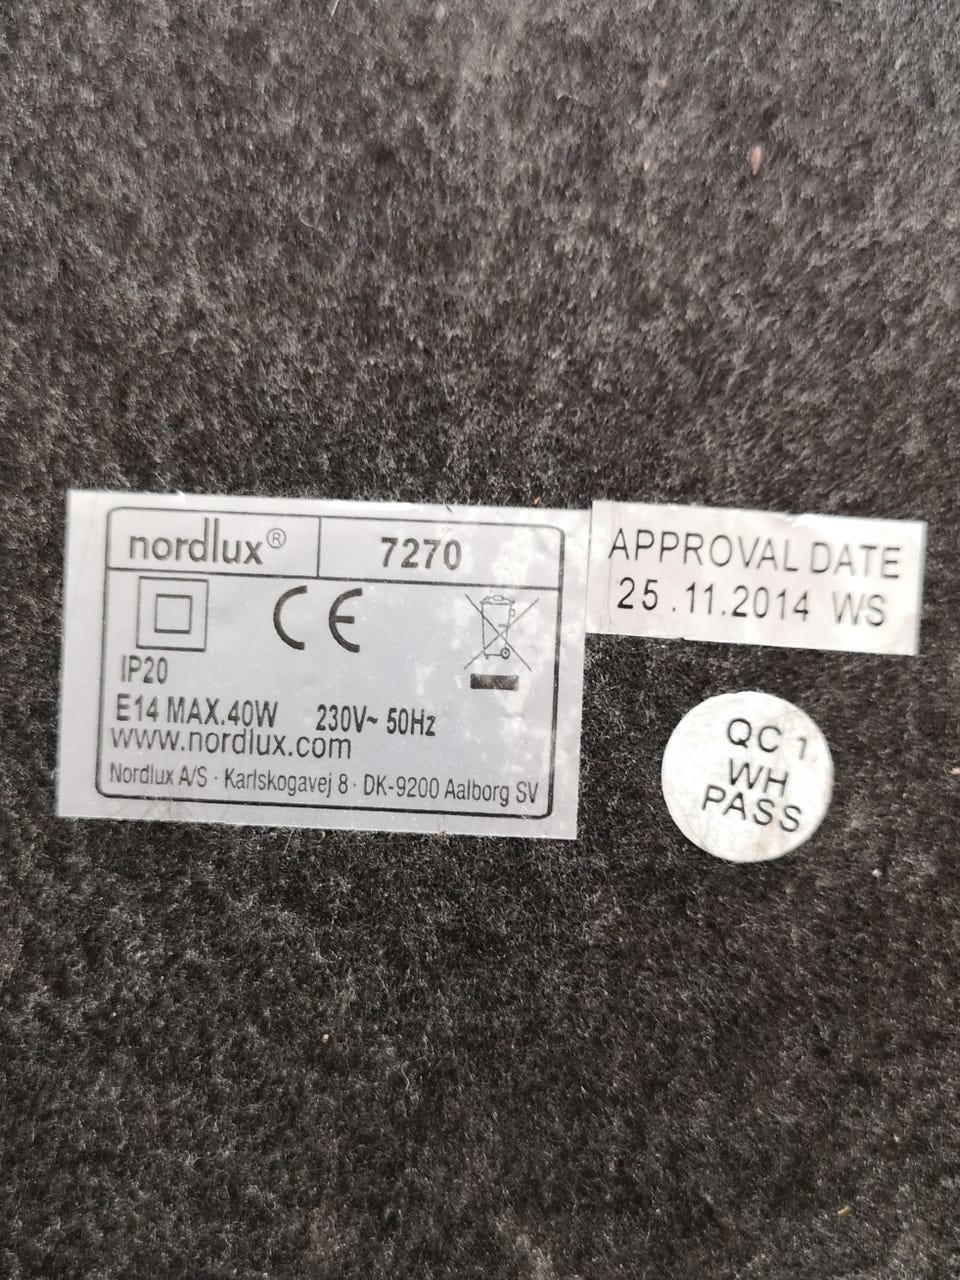 nordlux® 7270
CE
IP20
E14 MAX.40W 230V~ 50Hz
www.nordlux.com
Nordlux A/S · Karlskogavej 8 · DK-9200 Aalborg SV
APPROVAL DATE
25.11.2014 WS
QC 1
WH
PASS